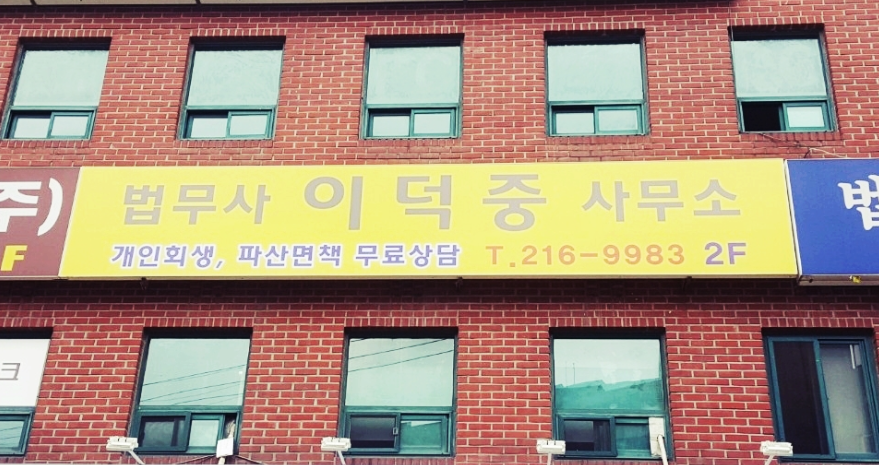 주)
F
법무사 이덕중 사무소
개인회생, 파산면책 무료상담 T.216-9983 2F
법
크